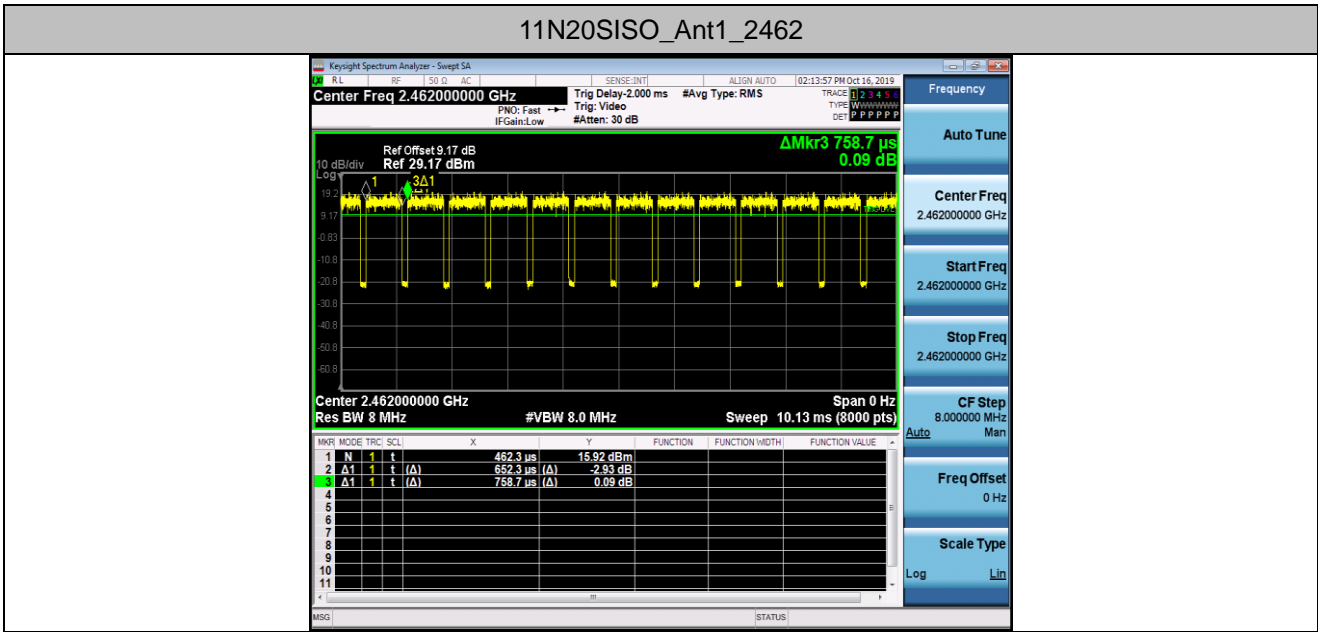 11N20SISO_Ant1_2462
Keysight Spectrum Analyzer - Swept SA
RL RF 50 Ω AC SENSE:INT ALIGN AUTO 02:13:57 PM Oct 16, 2019
Center Freq 2.462000000 GHz
PNO: Fast
IFGain:Low
Trig Delay-2.000 ms #Avg Type: RMS
Trig: Video
#Atten: 30 dB
TRACE 1 2 3 4 5 6
TYPE WWWWWW
DET P P P P P P
Ref Offset 9.17 dB
10 dB/div Ref 29.17 dBm
ΔMkr3 758.7 µs
0.09 dB
Log
1
3Δ1
19.2
9.17
-0.83
-10.8
-20.8
-30.8
-40.8
-50.8
-60.8
Center 2.462000000 GHz Span 0 Hz
Res BW 8 MHz #VBW 8.0 MHz Sweep 10.13 ms (8000 pts)
MKR MODE TRC SCL X Y FUNCTION FUNCTION WIDTH FUNCTION VALUE
1 N 1 t 462.3 µs 15.92 dBm
2 Δ1 1 t (Δ) 652.3 µs (Δ) -2.93 dB
3 Δ1 1 t (Δ) 758.7 µs (Δ) 0.09 dB
4
5
6
7
8
9
10
11
MSG STATUS
Frequency
Auto Tune
Center Freq
2.462000000 GHz
Start Freq
2.462000000 GHz
Stop Freq
2.462000000 GHz
CF Step
8.000000 MHz
Auto Man
Freq Offset
0 Hz
Scale Type
Log Lin